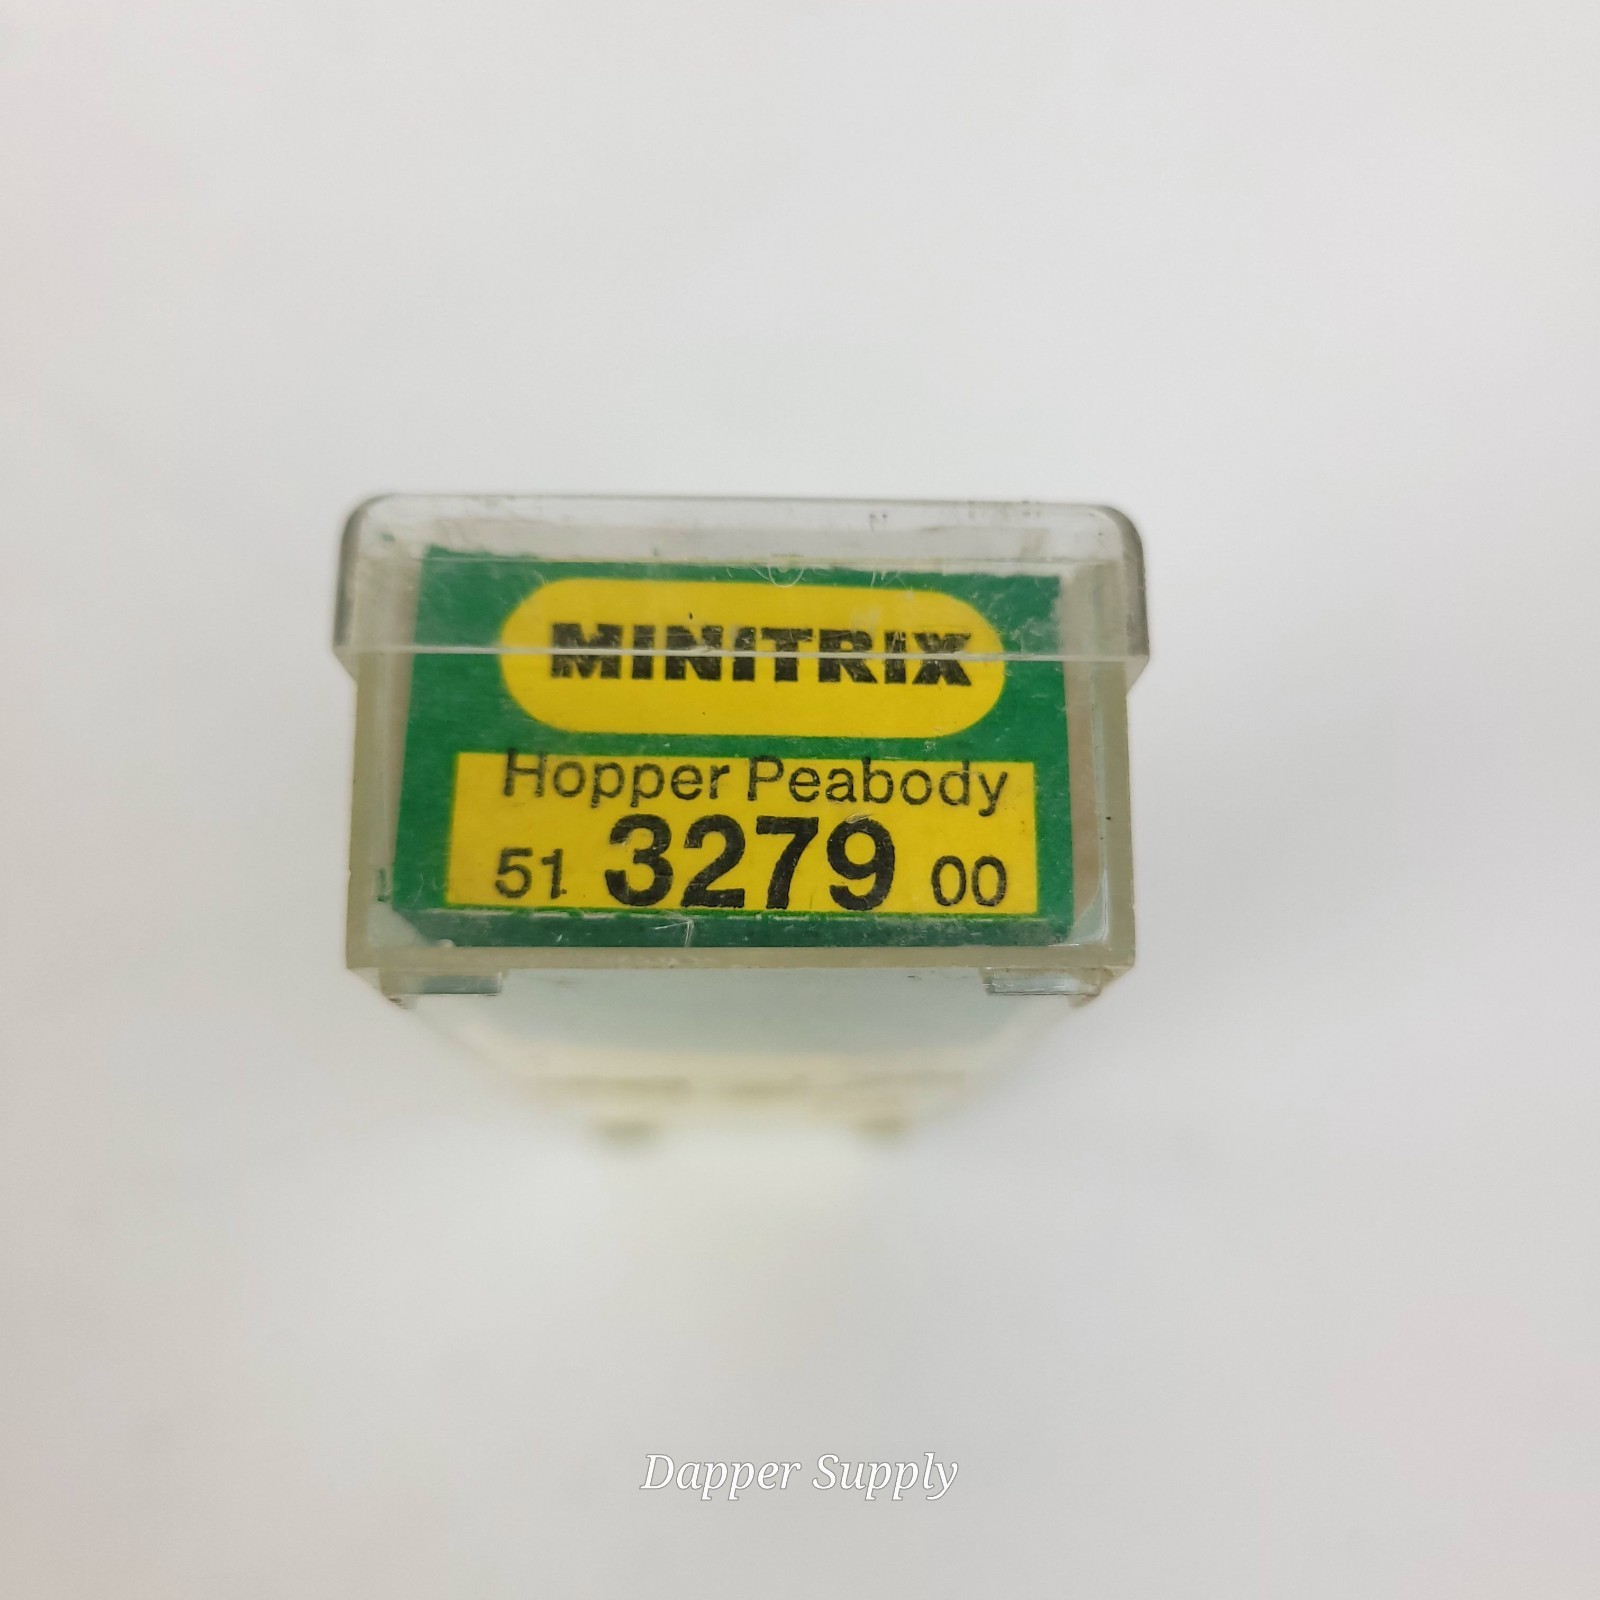 MINITRIX
Hopper Peabody
51 3279 00
Dapper Supply